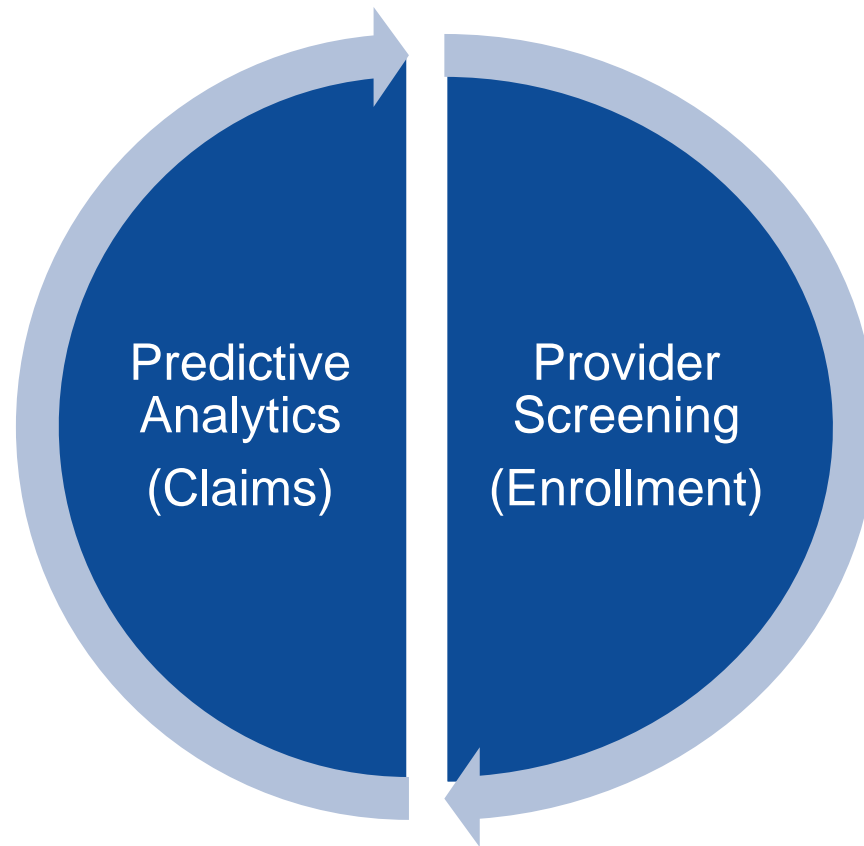 Predictive
Analytics
(Claims)
Provider
Screening
(Enrollment)